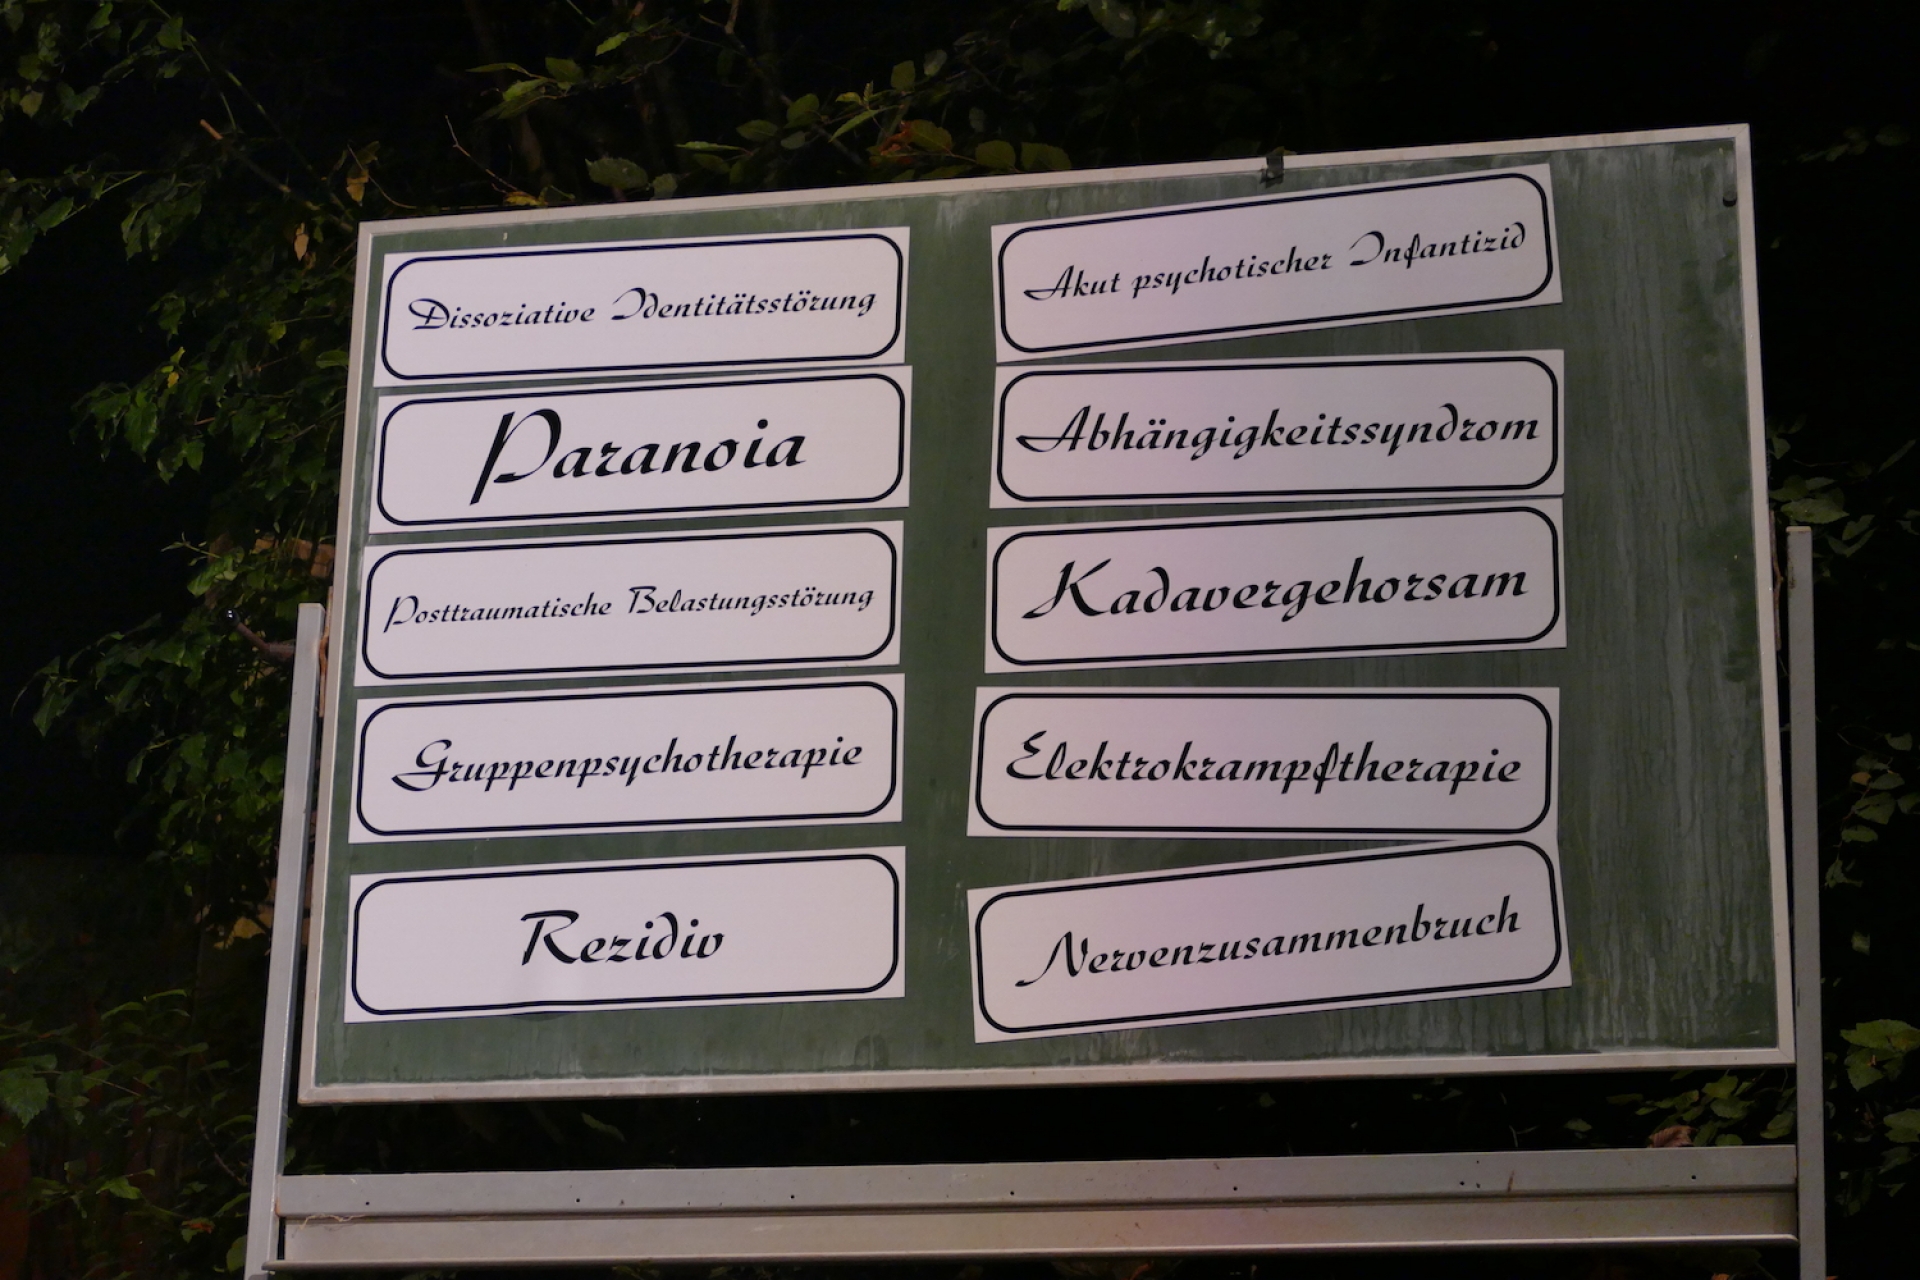 Dissoziative Identitätsstörung
Paranoia
Posttraumatische Belastungsstörung
Gruppenpsychotherapie
Rezidiv
Akut psychotischer Infantizid
Abhängigkeitssyndrom
Kadavergehorsam
Elektrokrampftherapie
Nervenzusammenbruch